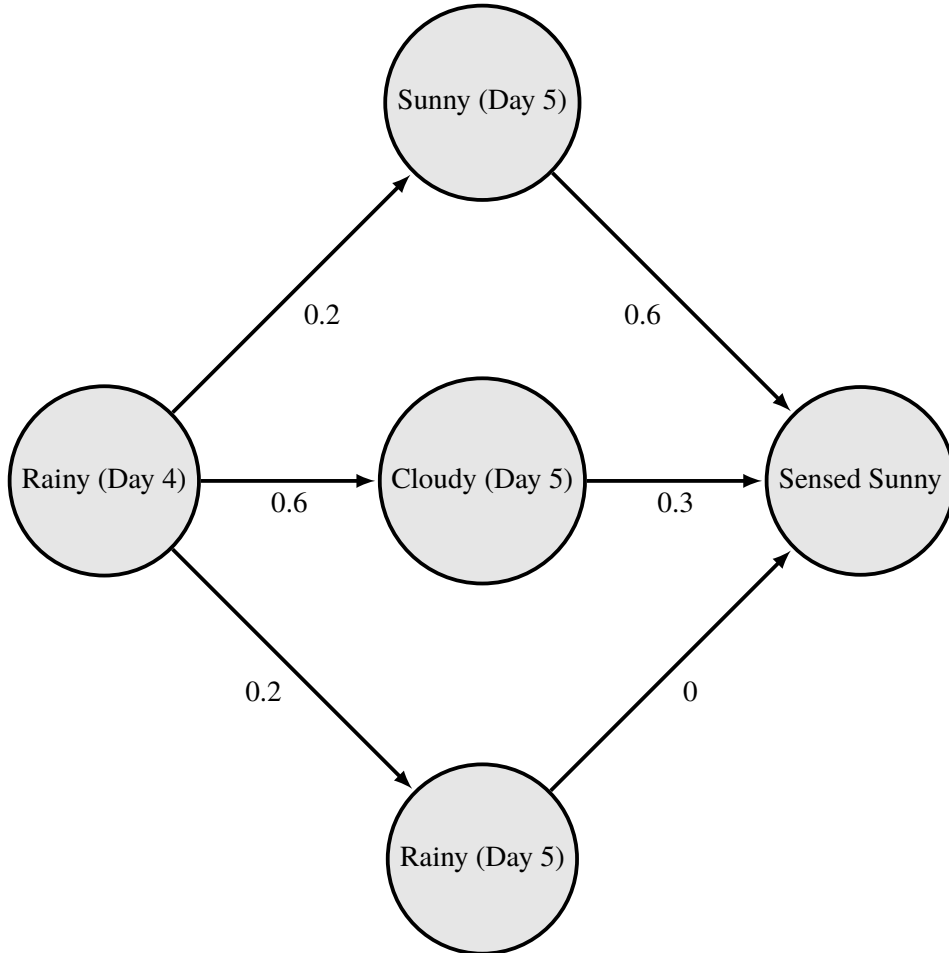 Sunny (Day 5)
0.2
0.6
Rainy (Day 4)
0.6
Cloudy (Day 5)
0.3
Sensed Sunny
0.2
0
Rainy (Day 5)